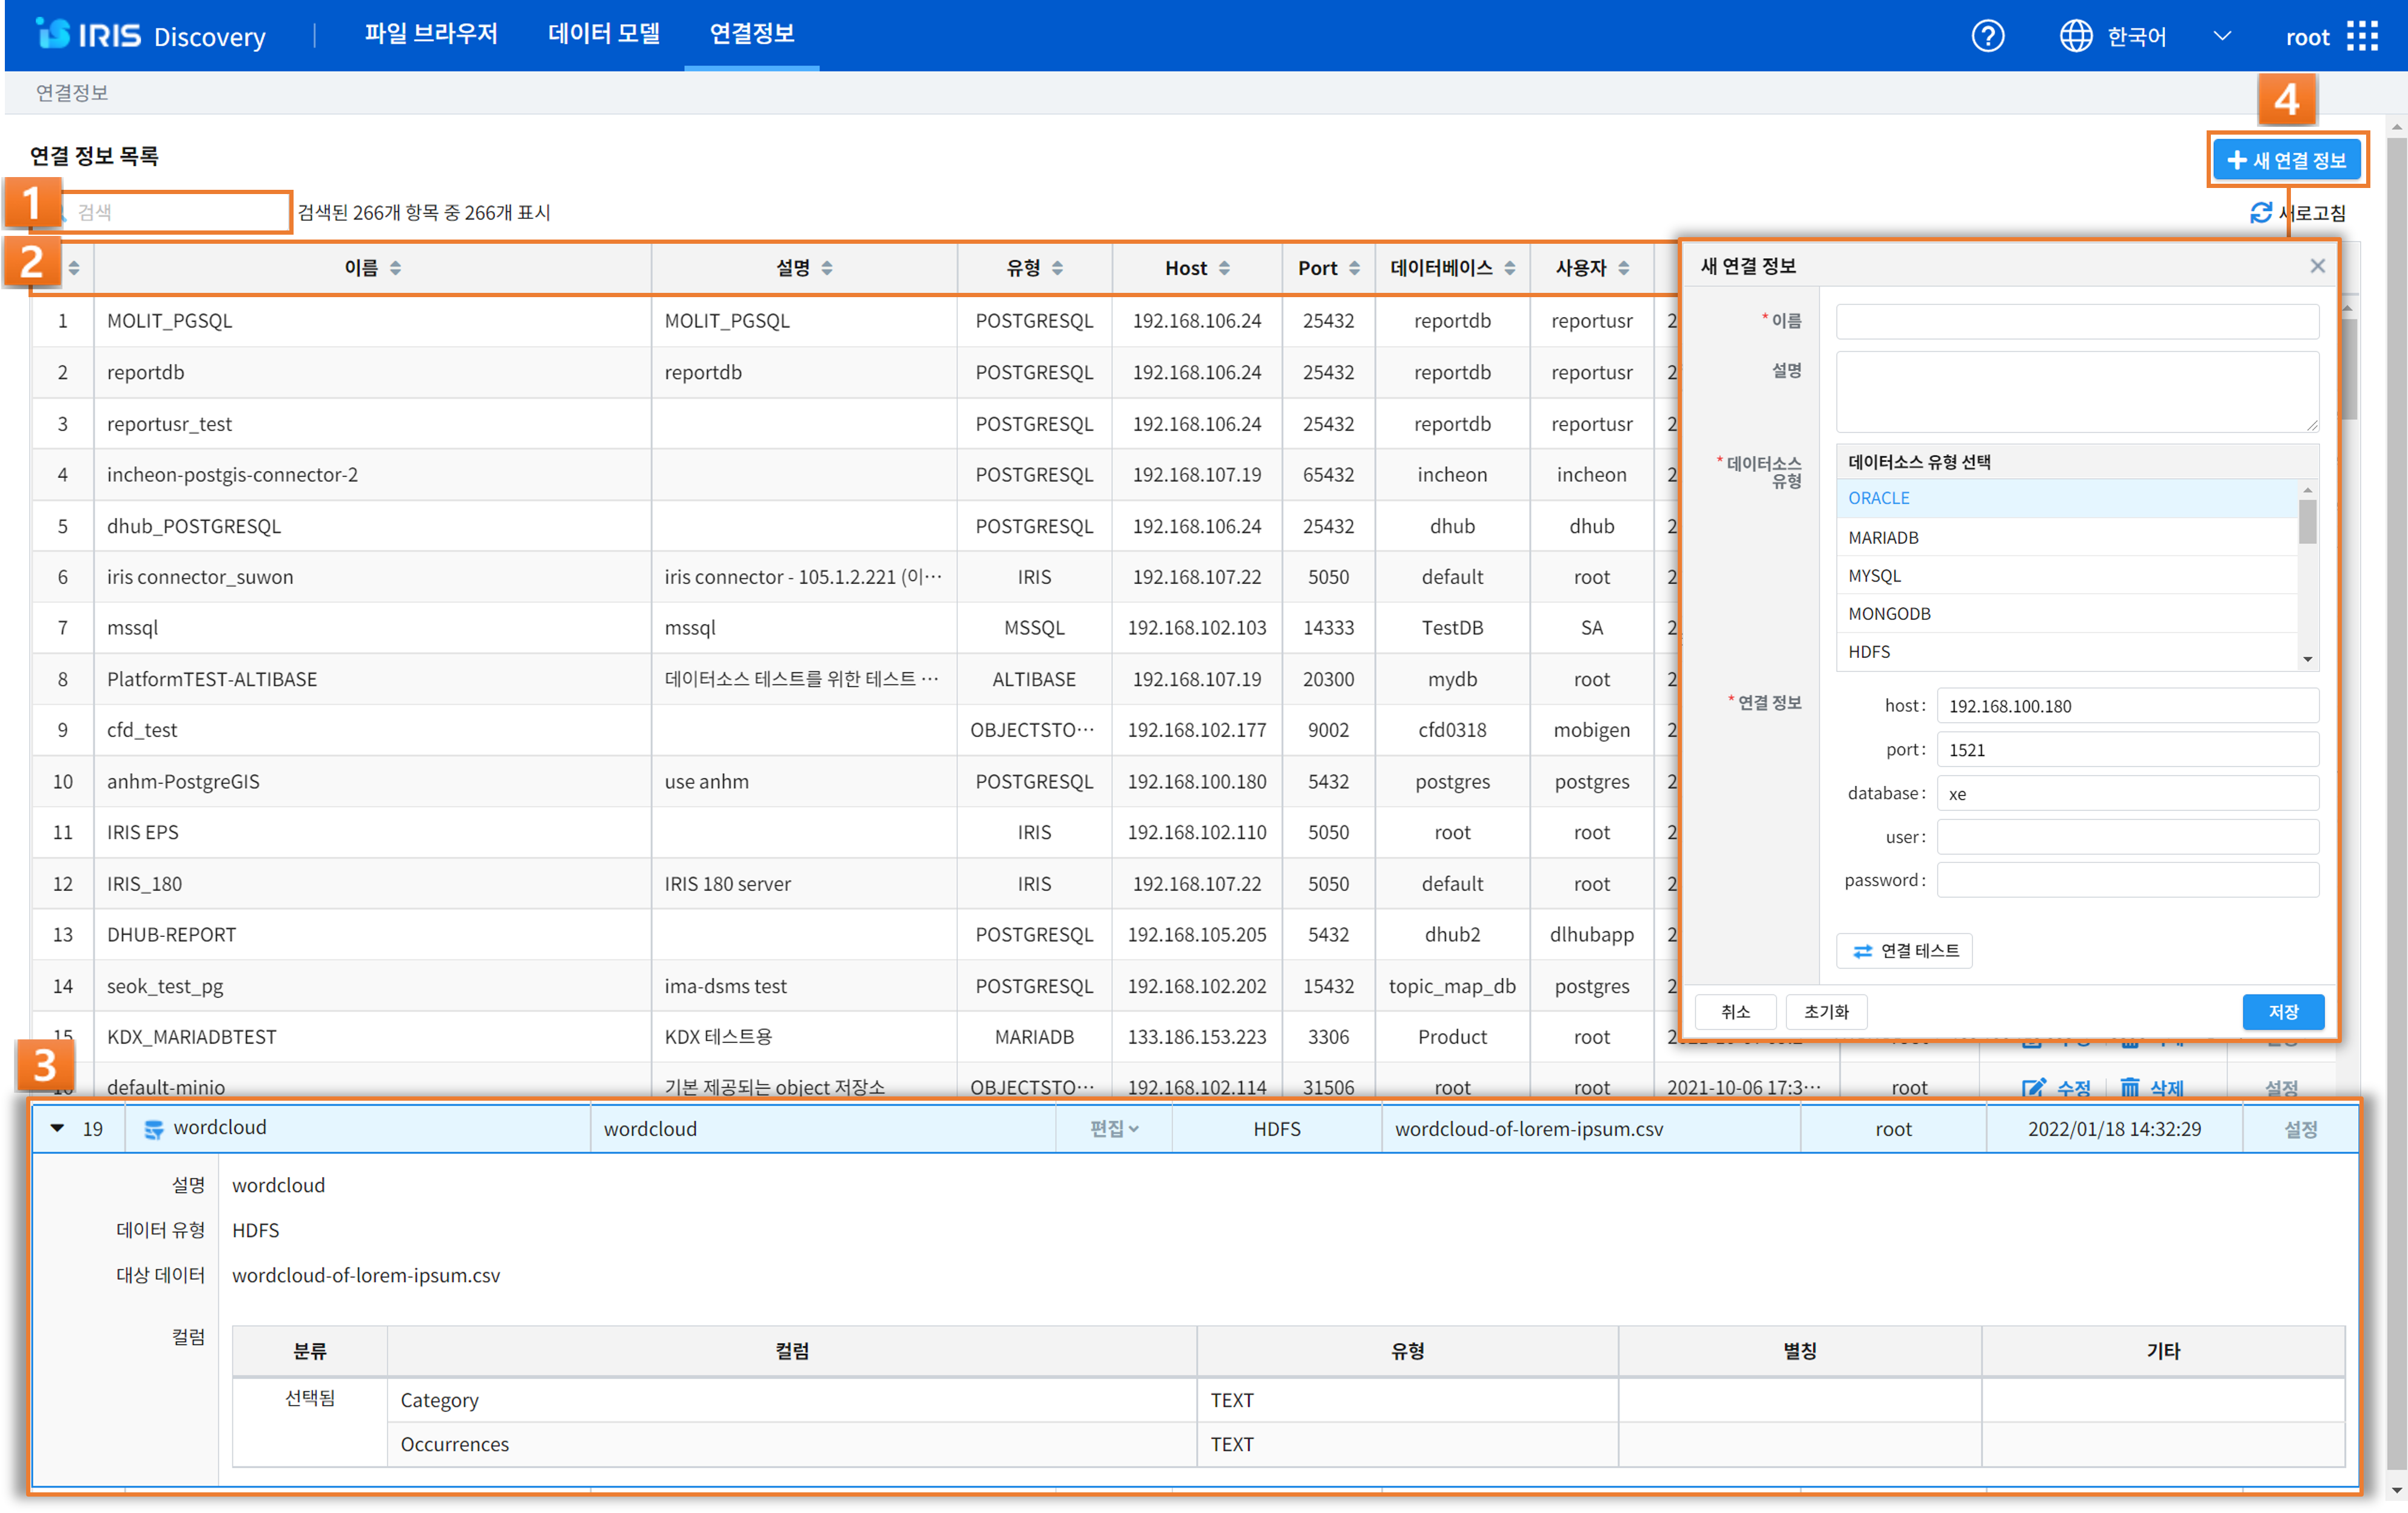 IRIS Discovery 파일 브라우저 데이터 모델 연결정보 ? 한국어 root
연결정보
4
연결 정보 목록
+ 새 연결 정보
1 검색 검색된 266개 항목 중 266개 표시
새로고침
2 이름 설명 유형 Host Port 데이터베이스 사용자
1 MOLIT_PGSQL MOLIT_PGSQL POSTGRESQL 192.168.106.24 25432 reportdb reportusr 2
2 reportdb reportdb POSTGRESQL 192.168.106.24 25432 reportdb reportusr 2
3 reportusr_test POSTGRESQL 192.168.106.24 25432 reportdb reportusr 2
4 incheon-postgis-connector-2 POSTGRESQL 192.168.107.19 65432 incheon incheon 2
5 dhub_POSTGRESQL POSTGRESQL 192.168.106.24 25432 dhub dhub 2
6 iris connector_suwon iris connector - 105.1.2.221 (이··· IRIS 192.168.107.22 5050 default root 2
7 mssql mssql MSSQL 192.168.102.103 14333 TestDB SA 2
8 PlatformTEST-ALTIBASE 데이터소스 테스트를 위한 테스트 ··· ALTIBASE 192.168.107.19 20300 mydb root 2
9 cfd_test OBJECTSTO··· 192.168.102.177 9002 cfd0318 mobigen 2
10 anhm-PostgreGIS use anhm POSTGRESQL 192.168.100.180 5432 postgres postgres 2
11 IRIS EPS IRIS 192.168.102.110 5050 root root 2
12 IRIS_180 IRIS 180 server IRIS 192.168.107.22 5050 default root 2
13 DHUB-REPORT POSTGRESQL 192.168.105.205 5432 dhub2 dlhubapp 2
14 seok_test_pg ima-dsms test POSTGRESQL 192.168.102.202 15432 topic_map_db postgres 2
15 KDX_MARIADBTEST KDX 테스트용 MARIADB 133.186.153.223 3306 Product root
16 default-minio 기본 제공되는 object 저장소 OBJECTSTO··· 192.168.102.114 31506 root root 2021-10-06 17:3··· root 수정 삭제 설정
새 연결 정보
* 이름
설명
* 데이터소스 유형
데이터소스 유형 선택
ORACLE
MARIADB
MYSQL
MONGODB
HDFS
* 연결 정보
host: 192.168.100.180
port: 1521
database: xe
user:
password:
연결 테스트
취소 초기화 저장
3
19 wordcloud wordcloud 편집 HDFS wordcloud-of-lorem-ipsum.csv root 2022/01/18 14:32:29 설정
설명 wordcloud
데이터 유형 HDFS
대상 데이터 wordcloud-of-lorem-ipsum.csv
컬럼
분류 컬럼 유형 별칭 기타
선택됨 Category TEXT
Occurrences TEXT